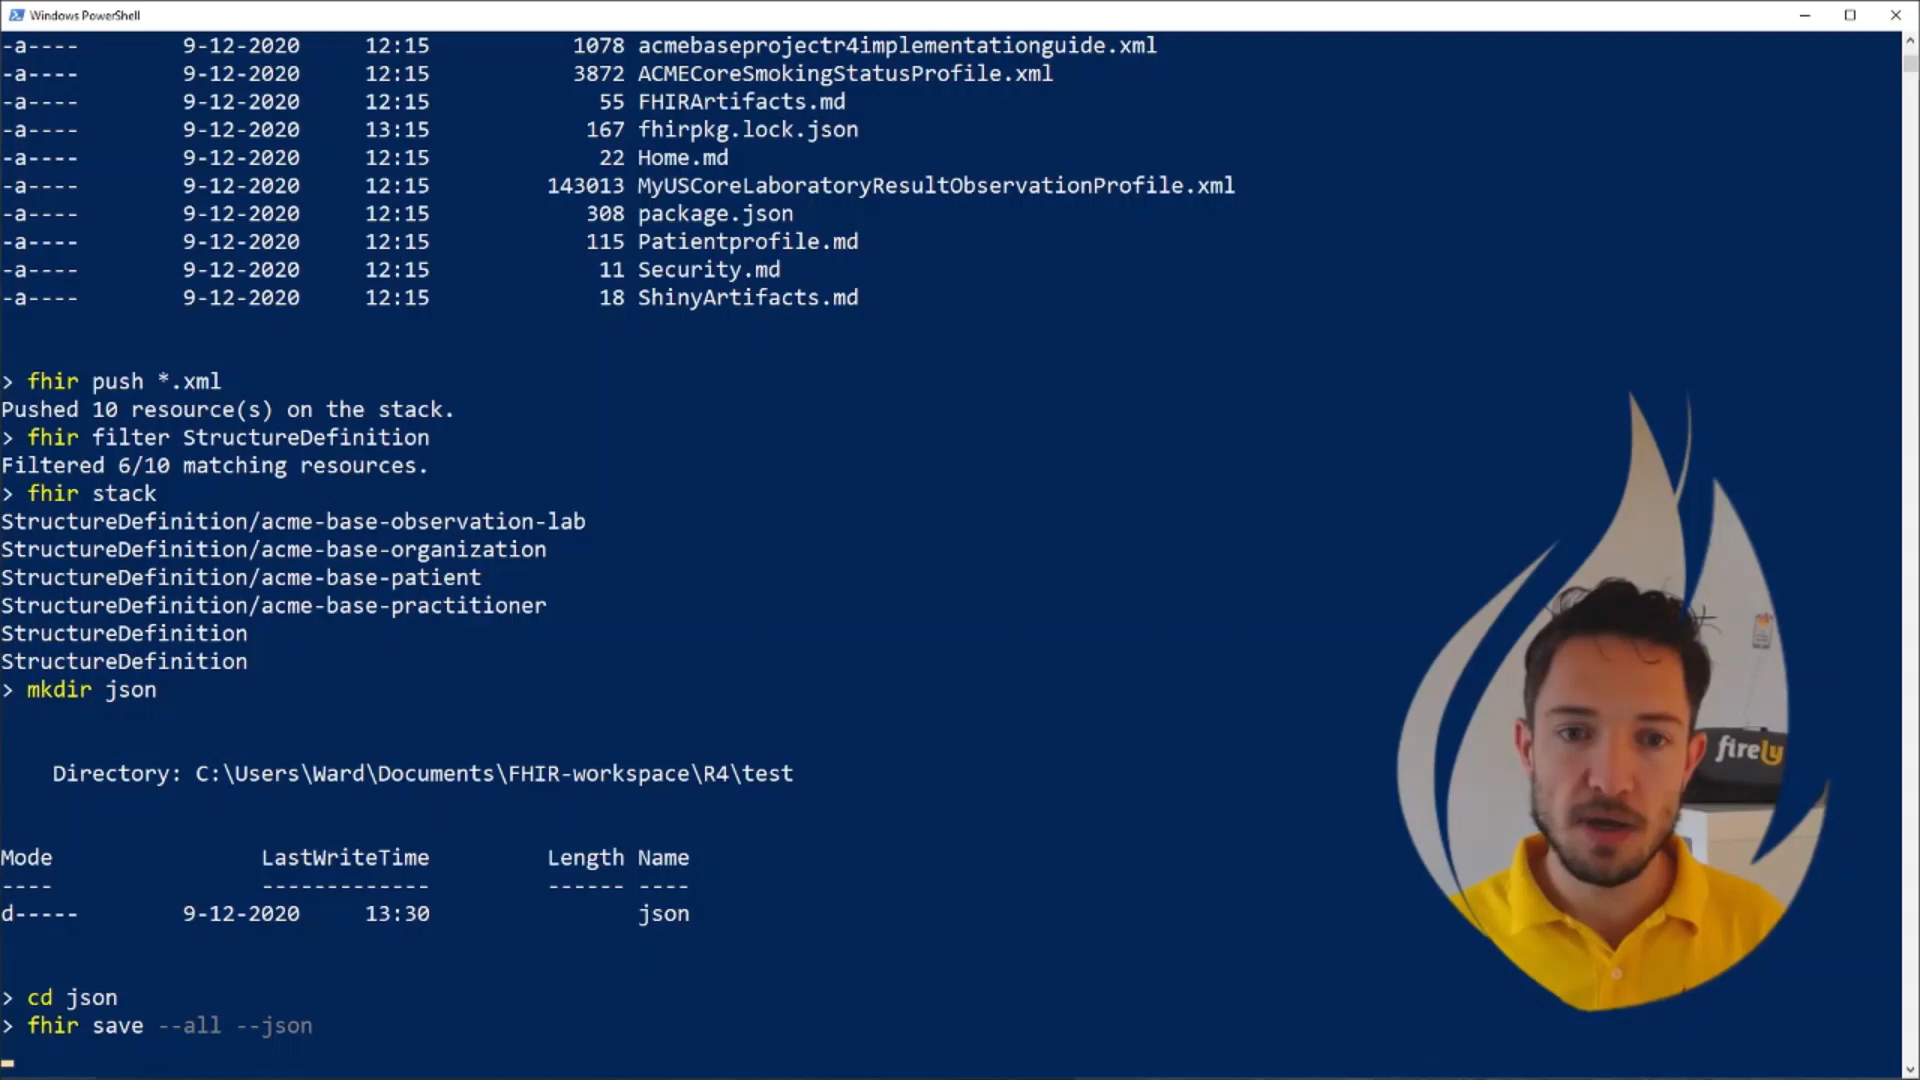 Windows PowerShell
-a---- 9-12-2020 12:15 1078 acmebaseprojectr4implementationguide.xml
-a---- 9-12-2020 12:15 3872 ACMECoreSmokingStatusProfile.xml
-a---- 9-12-2020 12:15 55 FHIRArtifacts.md
-a---- 9-12-2020 13:15 167 fhirpkg.lock.json
-a---- 9-12-2020 12:15 22 Home.md
-a---- 9-12-2020 12:15 143013 MyUSCoreLaboratoryResultObservationProfile.xml
-a---- 9-12-2020 12:15 308 package.json
-a---- 9-12-2020 12:15 115 Patientprofile.md
-a---- 9-12-2020 12:15 11 Security.md
-a---- 9-12-2020 12:15 18 ShinyArtifacts.md
> fhir push *.xml
Pushed 10 resource(s) on the stack.
> fhir filter StructureDefinition
Filtered 6/10 matching resources.
> fhir stack
StructureDefinition/acme-base-observation-lab
StructureDefinition/acme-base-organization
StructureDefinition/acme-base-patient
StructureDefinition/acme-base-practitioner
StructureDefinition
StructureDefinition
> mkdir json
Directory: C:\Users\Ward\Documents\FHIR-workspace\R4\test
Mode LastWriteTime Length Name
---- ------------- ------ ----
d----- 9-12-2020 13:30 json
> cd json
> fhir save --all --json
firely